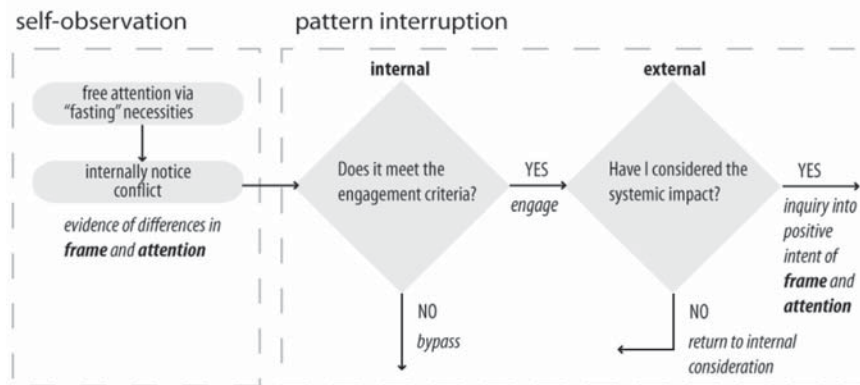 self-observation
pattern interruption
free attention via
“fasting” necessities
internally notice
conflict
evidence of differences in
frame and attention
internal
Does it meet the
engagement criteria?
YES
engage
NO
bypass
external
Have I considered the
systemic impact?
YES
inquiry into
positive
intent of
frame and
attention
NO
return to internal
consideration